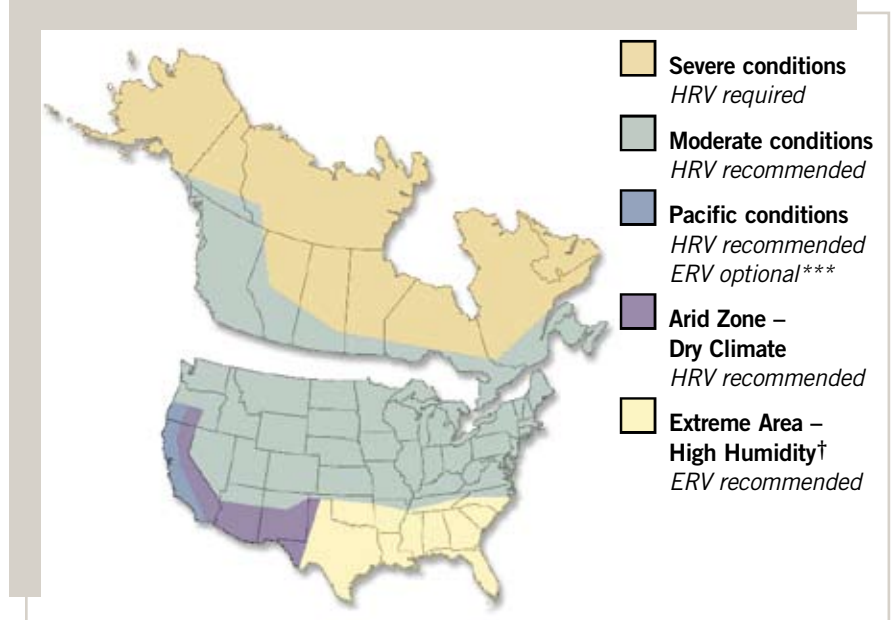 Severe conditions
HRV required
Moderate conditions
HRV recommended
Pacific conditions
HRV recommended
ERV optional***
Arid Zone –
Dry Climate
HRV recommended
Extreme Area –
High Humidity†
ERV recommended